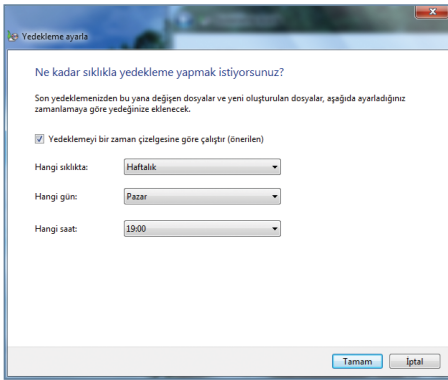 Yedekleme ayarla
Ne kadar sıklıkla yedekleme yapmak istiyorsunuz?
Son yedeklemenizden bu yana değişen dosyalar ve yeni oluşturulan dosyalar, aşağıda ayarladığınız
zamanlamaya göre yedeğinize eklenecek.
Yedeklemeyi bir zaman çizelgesine göre çalıştır (önerilen)
Hangi sıklıkta: Haftalık
Hangi gün: Pazar
Hangi saat: 19:00
Tamam İptal